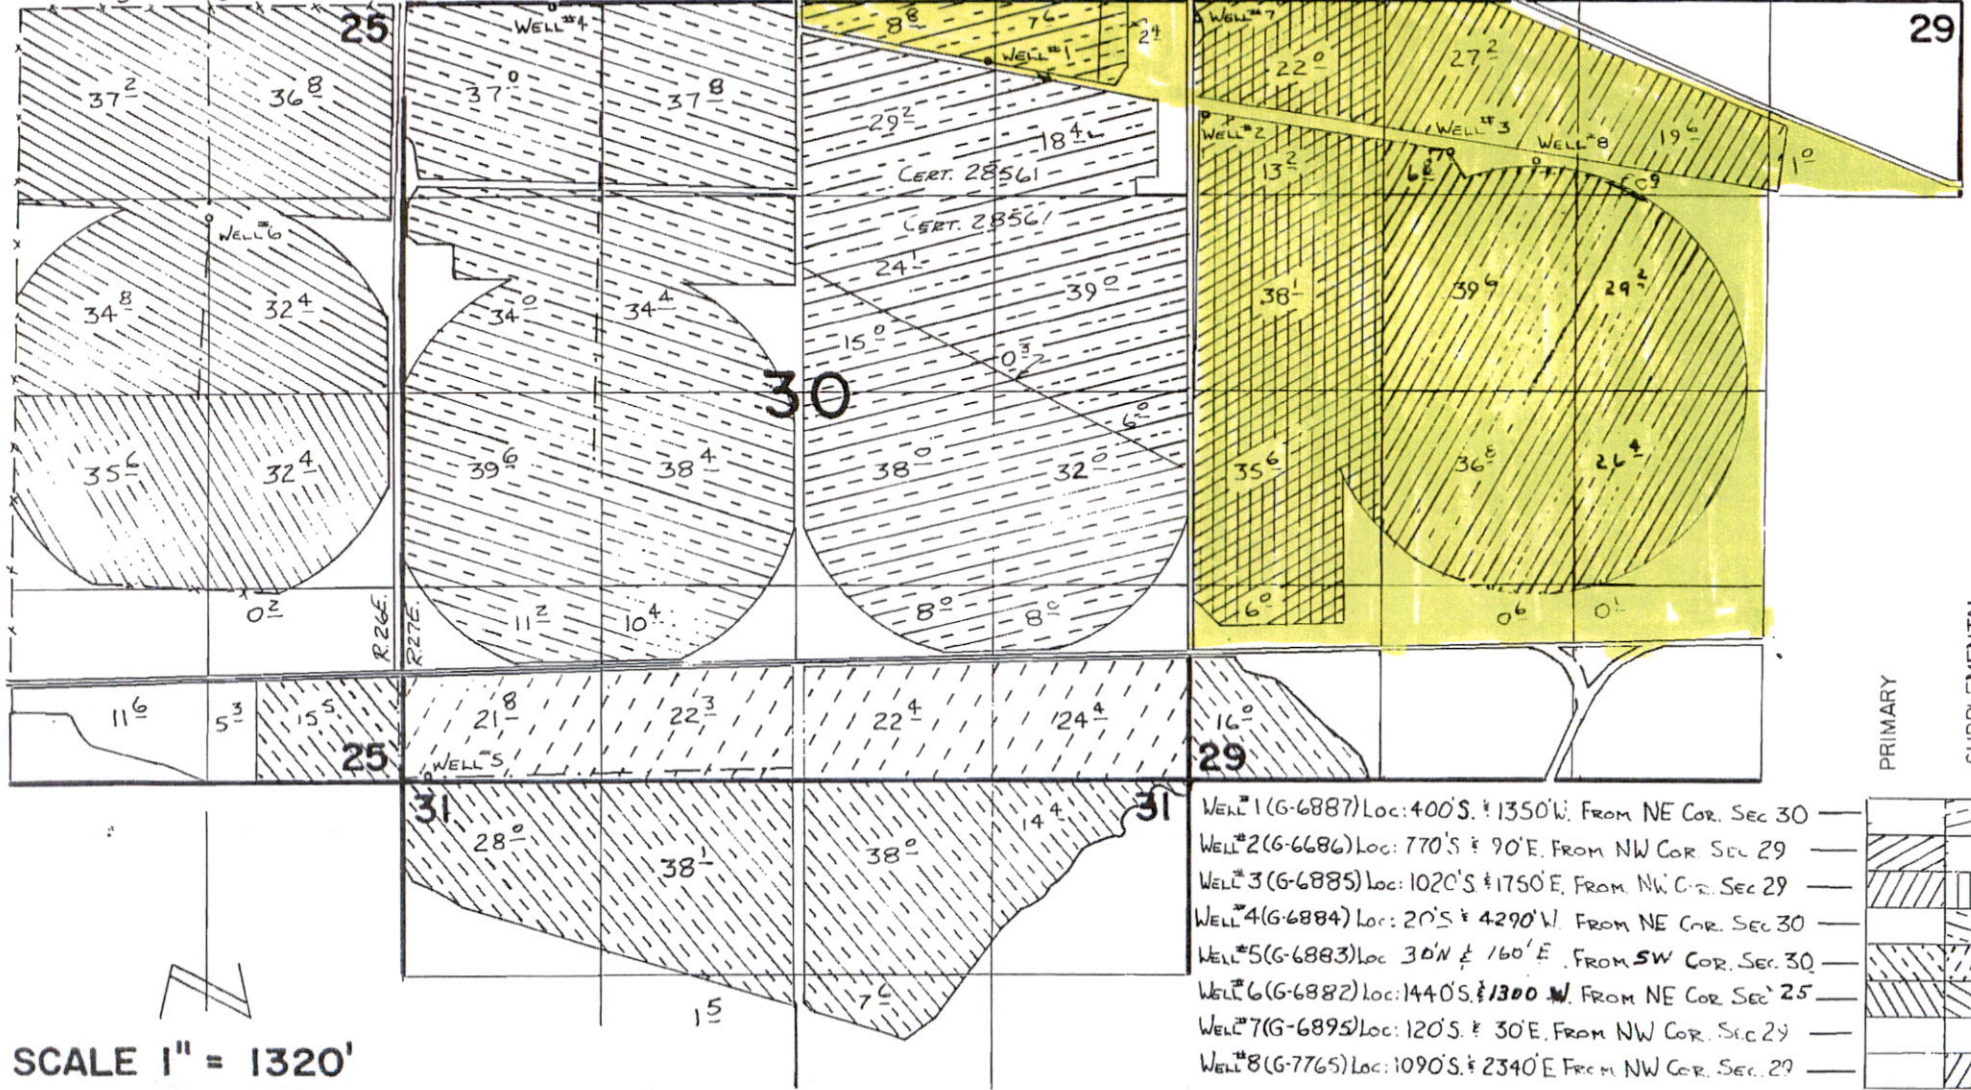 25
WELL #4
8 8
7 6
2 4
WELL #7
29
37 2
36 8
37 0
37 8
WELL #1
22 0
27 2
29 2
18 4
WELL #2
WELL #3
WELL #8
19 6
1 0
CERT. 28561
13 2
6 8
CERT. 28561
WELL #6
24 1
34 8
32 4
34 0
34 4
39 0
38 1
39 6
29 2
15 0
0 3
30
6 0
35 6
32 4
39 6
38 4
38 0
32 0
35 6
36 8
26 4
0 2
R.26E.
R.27E.
11 2
10 4
8 0
8 0
6 0
0 6
0 1
11 6
5 3
15 5
21 8
22 3
22 4
24 4
16 0
25
WELL #5
29
31
31
28 0
38 1
38 0
14 4
1 5
7 6
PRIMARY
WELL #1 (G-6887) LOC: 400'S. & 1350'W. FROM NE COR. SEC 30
WELL #2 (G-6686) LOC: 770'S & 90'E. FROM NW COR. SEC 29
WELL #3 (G-6885) LOC: 1020'S. & 1750'E. FROM NW COR. SEC 29
WELL #4 (G-6884) LOC: 20'S & 4290'W. FROM NE COR. SEC 30
WELL #5 (G-6883) LOC 30'N & 160'E. FROM SW COR. SEC. 30
WELL #6 (G-6882) LOC: 1440'S. & 1300 W. FROM NE COR SEC 25
WELL #7 (G-6895) LOC: 120'S. & 30'E. FROM NW COR. SEC 29
WELL #8 (G-7765) LOC: 1090'S. & 2340'E FROM NW COR. SEC. 29
SCALE 1" = 1320'